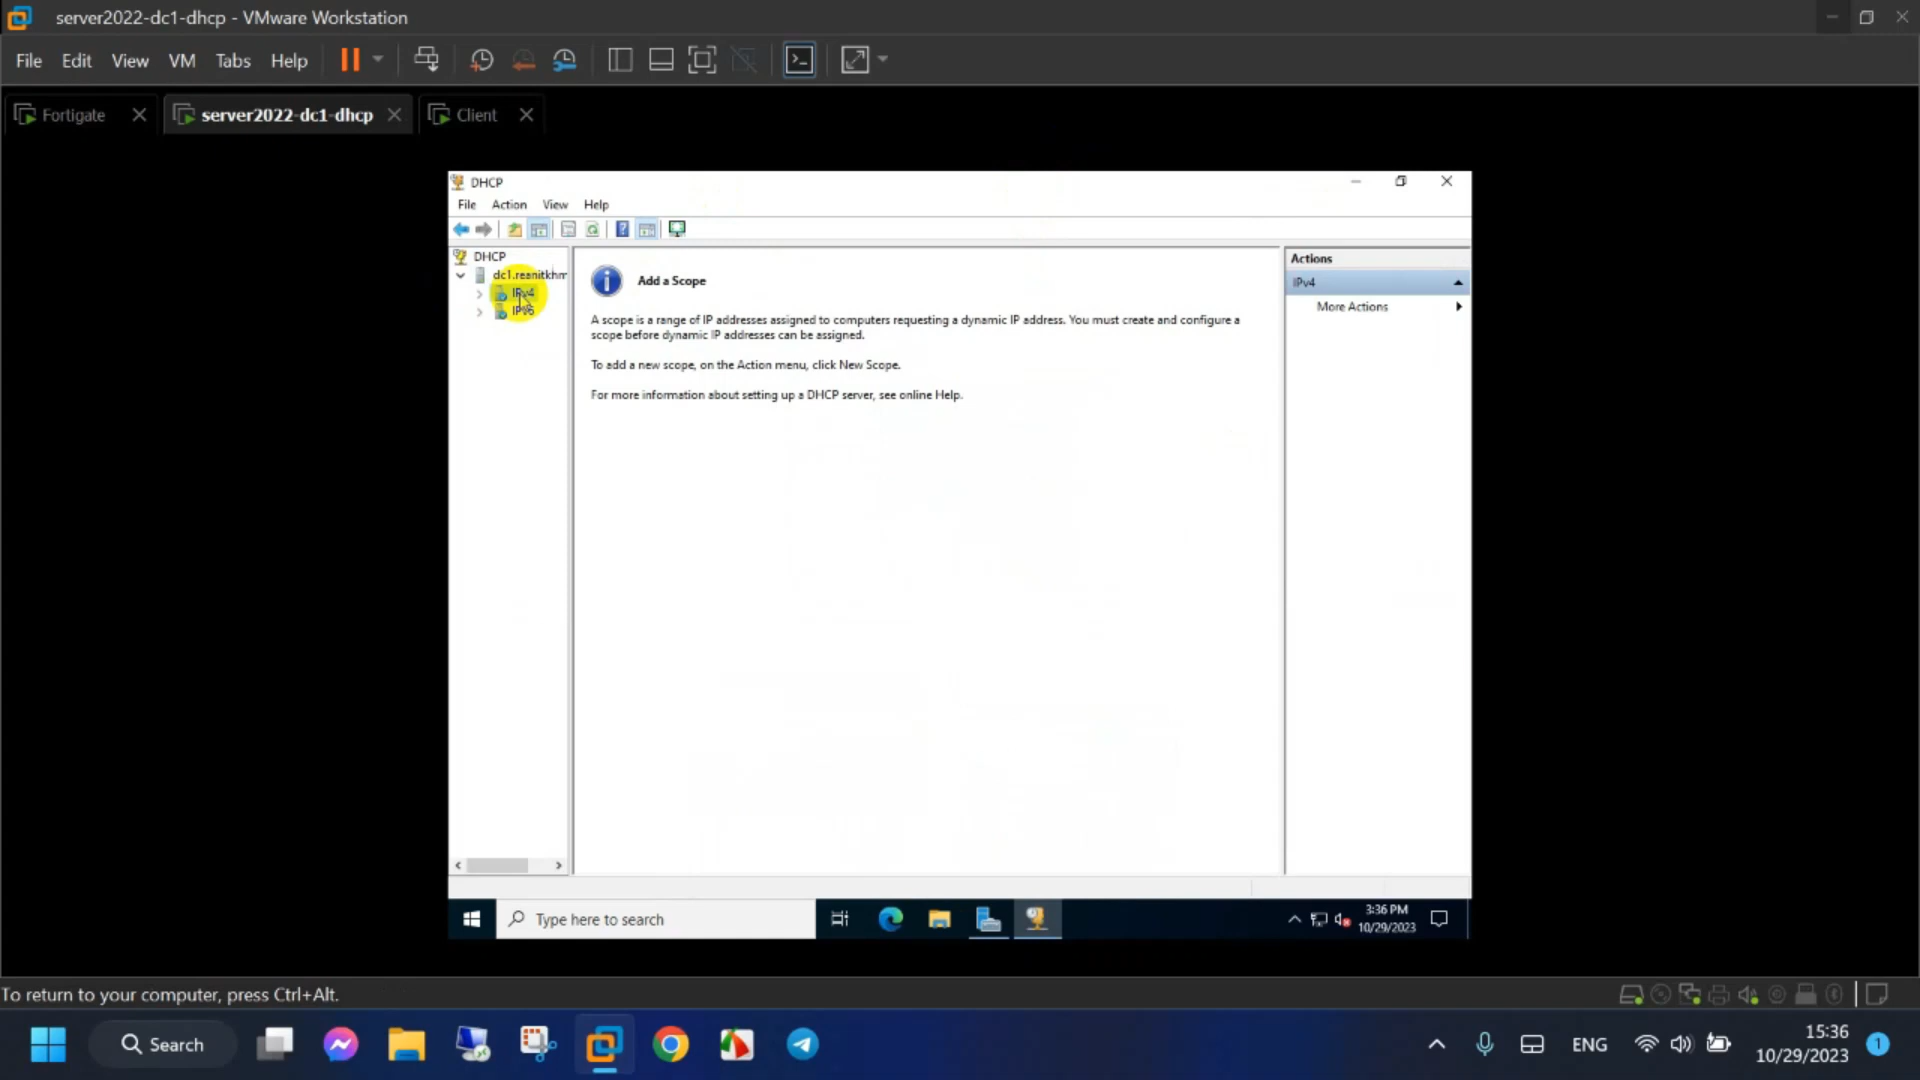 server2022-dc1-dhcp - VMware Workstation
File Edit View VM Tabs Help
Fortigate server2022-dc1-dhcp Client
DHCP
File Action View Help
DHCP
dc1.reanitkhm
IPv4
IPv6
Add a Scope
A scope is a range of IP addresses assigned to computers requesting a dynamic IP address. You must create and configure a
scope before dynamic IP addresses can be assigned.
To add a new scope, on the Action menu, click New Scope.
For more information about setting up a DHCP server, see online Help.
Actions
IPv4
More Actions
Type here to search
3:36 PM
10/29/2023
To return to your computer, press Ctrl+Alt.
Search
ENG
15:36
10/29/2023
1